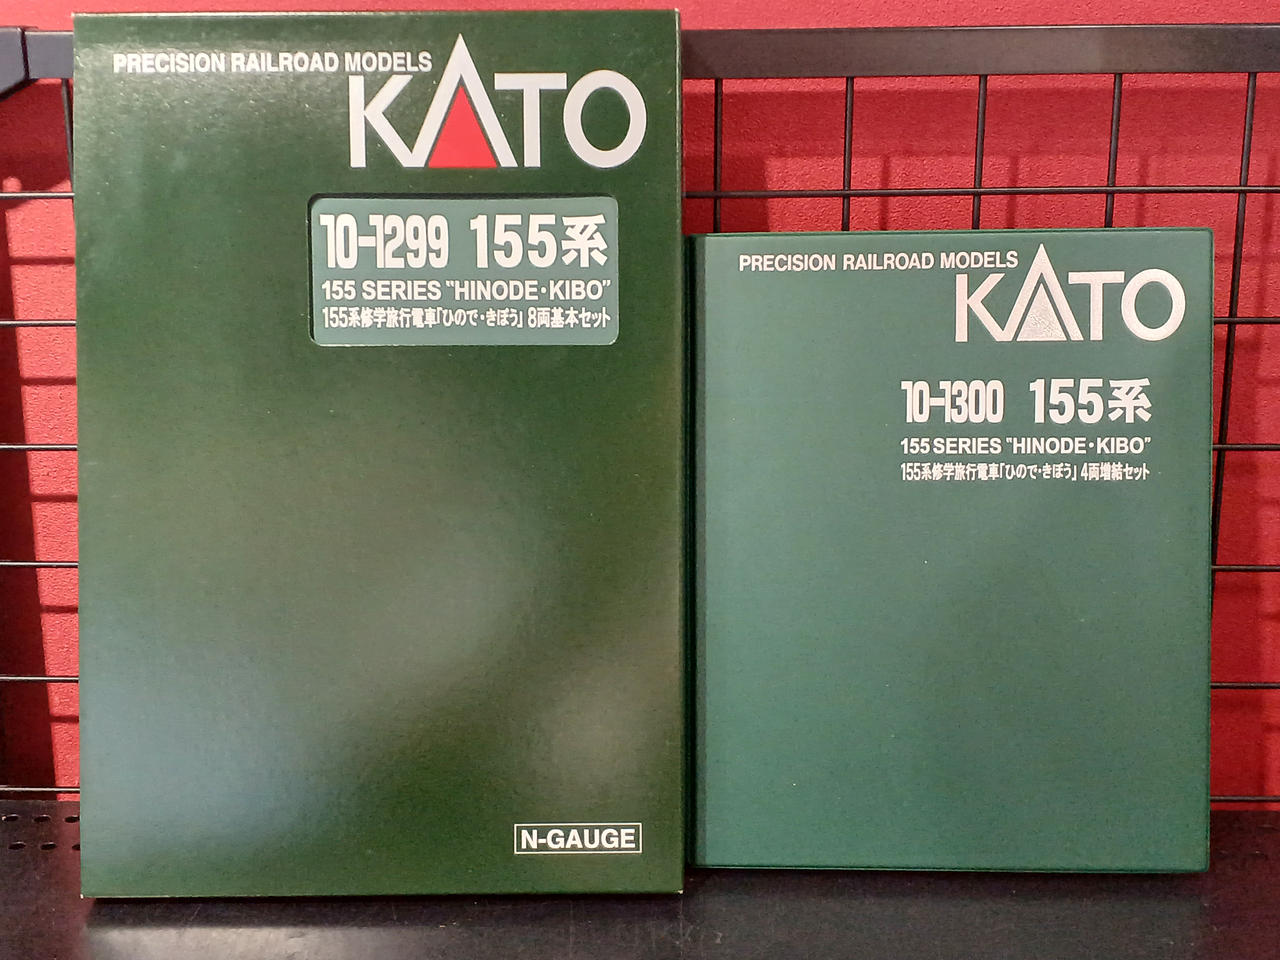 PRECISION RAILROAD MODELS
KATO
10-1299 155系
155 SERIES "HINODE・KIBO"
155系修学旅行電車「ひので・きぼう」 8両基本セット
N-GAUGE
PRECISION RAILROAD MODELS
KATO
10-1300 155系
155 SERIES "HINODE・KIBO"
155系修学旅行電車「ひので・きぼう」 4両増結セット